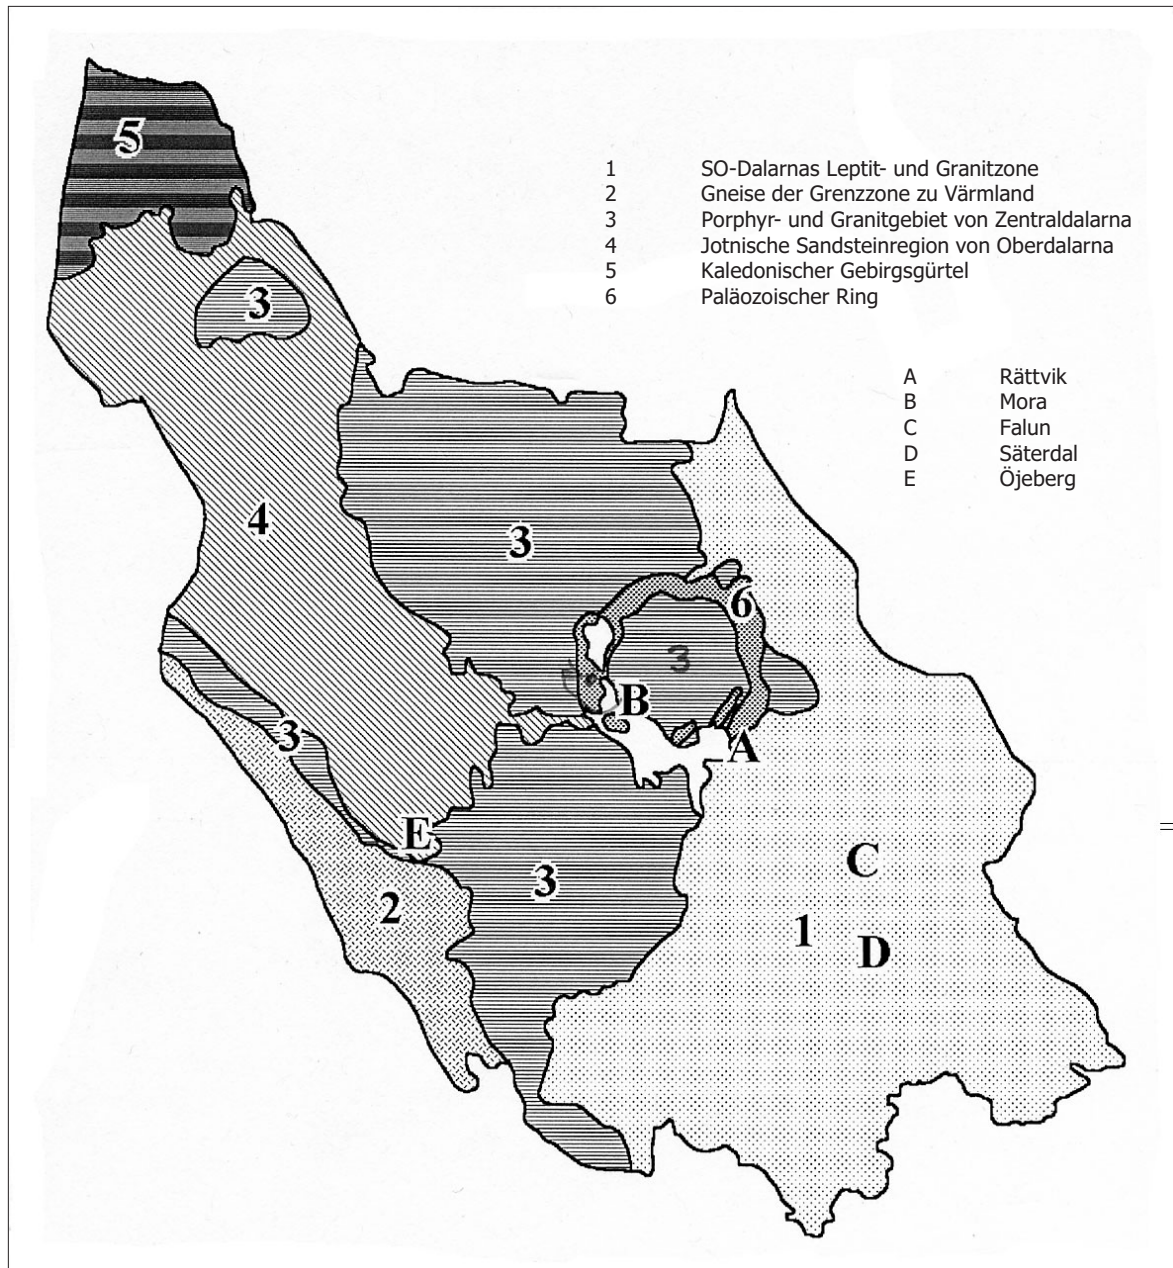 5
1 SO-Dalarnas Leptit- und Granitzone
2 Gneise der Grenzzone zu Värmland
3 Porphyr- und Granitgebiet von Zentraldalarna
4 Jotnische Sandsteinregion von Oberdalarna
5 Kaledonischer Gebirgsgürtel
6 Paläozoischer Ring
3
A Rättvik
B Mora
C Falun
D Säterdal
E Öjeberg
4
3
6
3
B
3
A
E
C
3
2
1
D